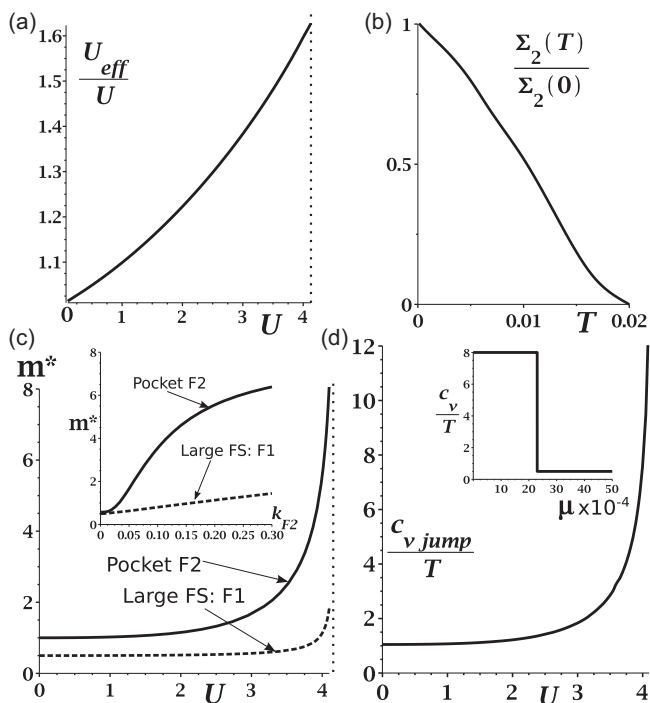 (a)
U_eff
U
1.6
1.5
1.4
1.3
1.2
1.1
0 1 2 3 4
U
(b)
Σ_2(T)
Σ_2(0)
1
0.5
0
0 0.01 0.02
T
(c)
m*
8
6
4
2
0
0 1 2 3 4
U
Pocket F2
Large FS: F1
8
6
4
2
0
m*
Pocket F2
Large FS: F1
0 0.05 0.10 0.15 0.20 0.25 0.30
k_F2
(d)
12
10
8
6
4
2
0
c_v jump
T
0 1 2 3 4
U
8
6
4
2
0
c_v
T
10 20 30 40 50
μ ×10⁻⁴